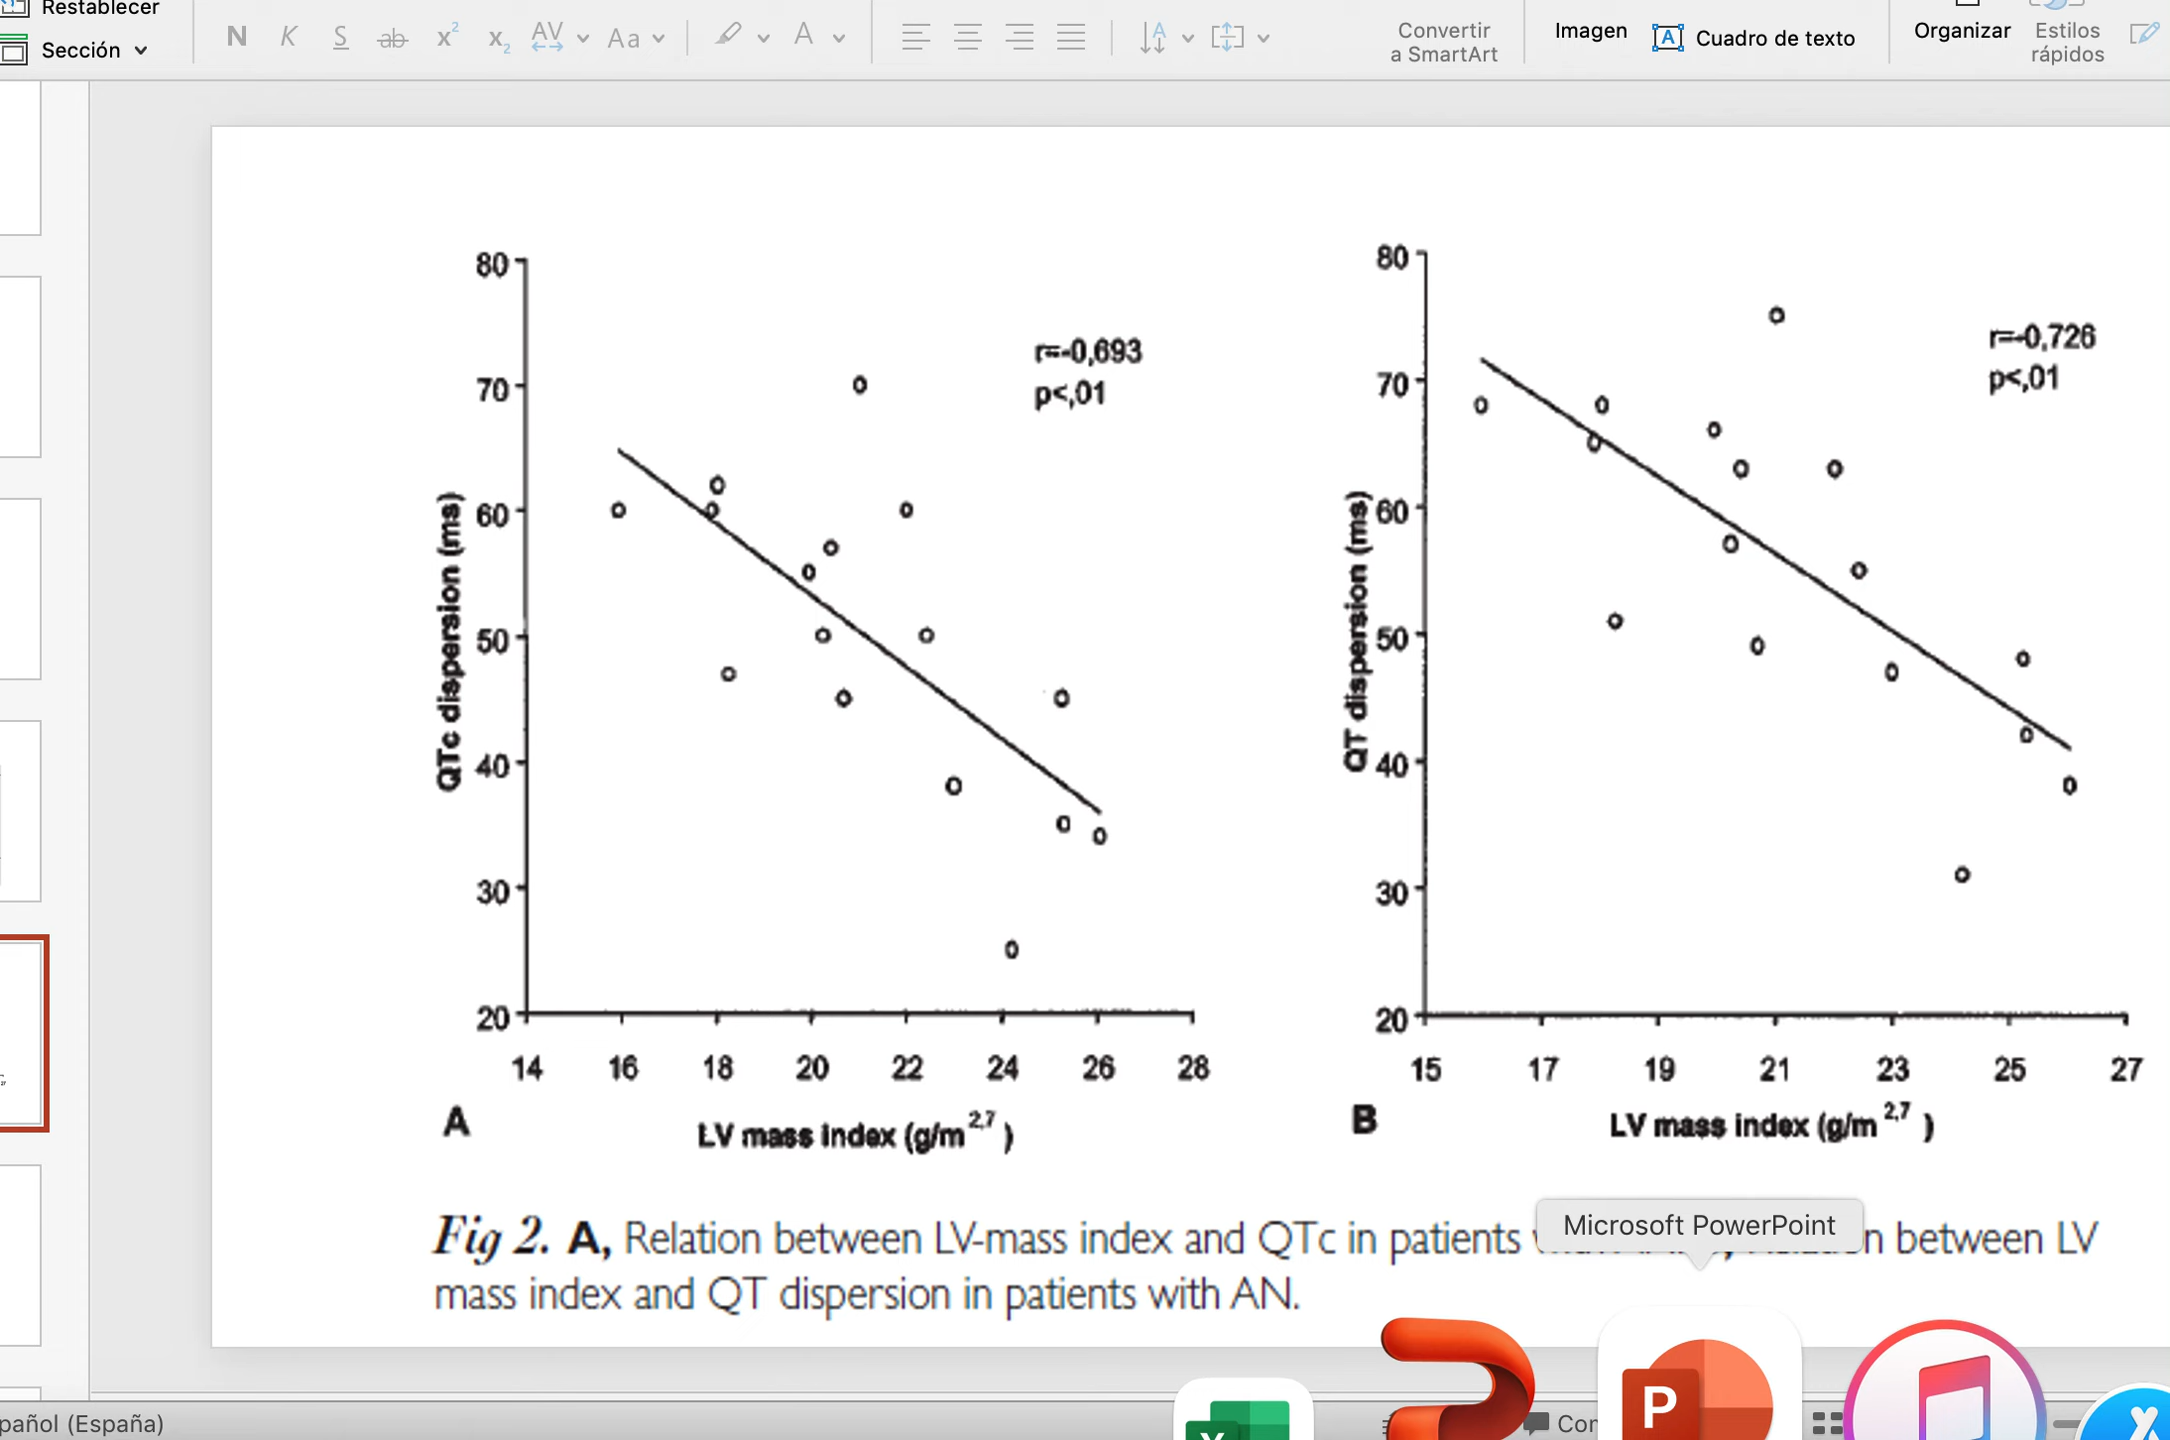 Restablecer
Sección
N K S ab x² x₂ AV Aa A
Convertir
a SmartArt
Imagen
Cuadro de texto
Organizar
Estilos
rápidos
80
70
60
50
40
30
20
QTc dispersion (ms)
r=-0,693
p<,01
14 16 18 20 22 24 26 28
A
LV mass index (g/m 2,7 )
80
70
60
50
40
30
20
QT dispersion (ms)
r=-0,726
p<,01
15 17 19 21 23 25 27
B
LV mass index (g/m 2,7 )
Fig 2. A, Relation between LV-mass index and QTc in patients between LV
mass index and QT dispersion in patients with AN.
Microsoft PowerPoint
pañol (España)
Cor
P